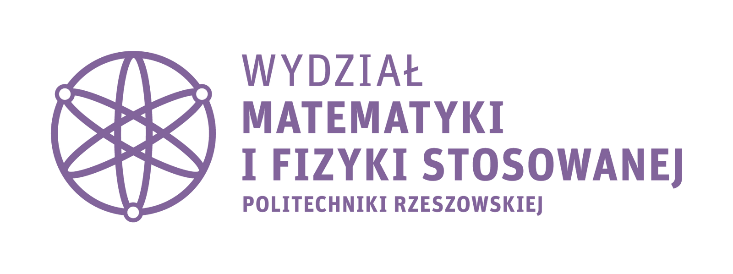 WYDZIAŁ
MATEMATYKI
I FIZYKI STOSOWANEJ
POLITECHNIKI RZESZOWSKIEJ